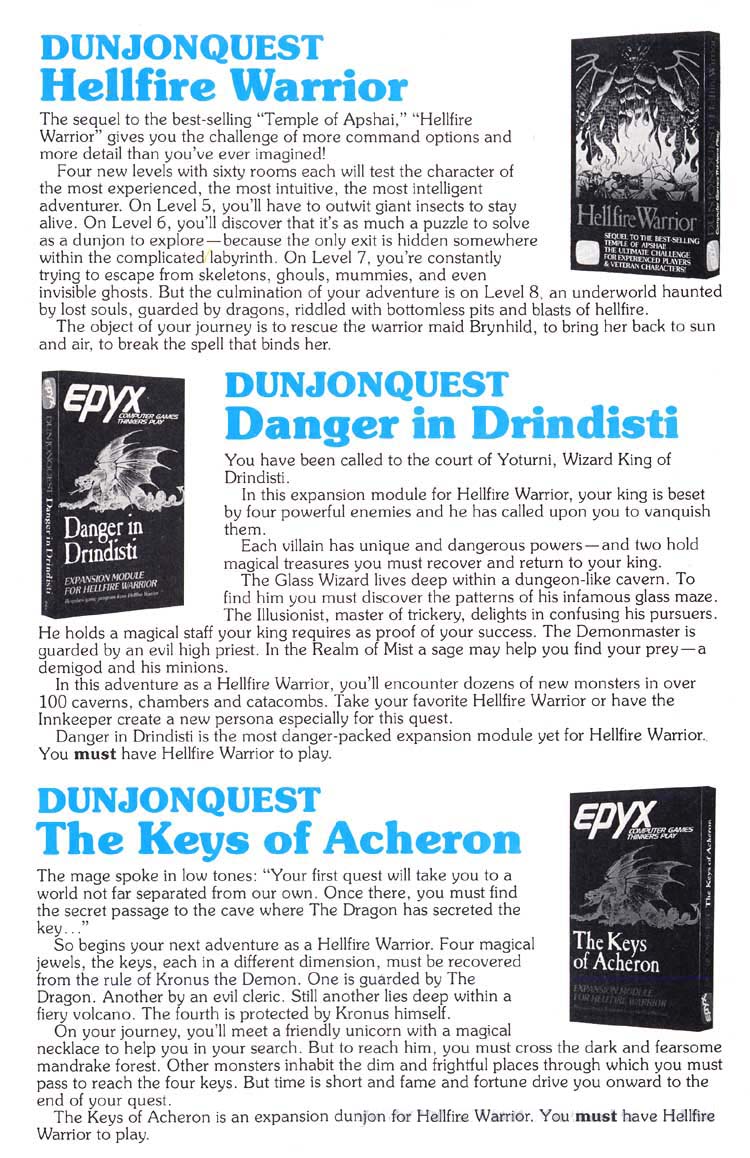 DUNJONQUEST
Hellfire Warrior
The sequel to the best-selling “Temple of Apshai,” “Hellfire
Warrior” gives you the challenge of more command options and
more detail than you’ve ever imagined!
Four new levels with sixty rooms each will test the character of
the most experienced, the most intuitive, the most intelligent
adventurer. On Level 5, you’ll have to outwit giant insects to stay
alive. On Level 6, you’ll discover that it’s as much a puzzle to solve
as a dunjon to explore—because the only exit is hidden somewhere
within the complicated labyrinth. On Level 7, you’re constantly
trying to escape from skeletons, ghouls, mummies, and even
invisible ghosts. But the culmination of your adventure is on Level 8, an underworld haunted
by lost souls, guarded by dragons, riddled with bottomless pits and blasts of hellfire.
The object of your journey is to rescue the warrior maid Brynhild, to bring her back to sun
and air, to break the spell that binds her.
Hellfire Warrior
SEQUEL TO THE BEST-SELLING
TEMPLE OF APSHAI!
THE ULTIMATE CHALLENGE
FOR EXPERIENCED PLAYERS
& VETERAN CHARACTERS!
DUNJONQUEST Hellfire Warrior
EPYX
COMPUTER GAMES
THINKERS PLAY
Danger in
Drindisti
EXPANSION MODULE
FOR HELLFIRE WARRIOR
EPYX
DUNJONQUEST Danger in Drindisti
DUNJONQUEST
Danger in Drindisti
You have been called to the court of Yoturni, Wizard King of
Drindisti.
In this expansion module for Hellfire Warrior, your king is beset
by four powerful enemies and he has called upon you to vanquish
them.
Each villain has unique and dangerous powers—and two hold
magical treasures you must recover and return to your king.
The Glass Wizard lives deep within a dungeon-like cavern. To
find him you must discover the patterns of his infamous glass maze.
The Illusionist, master of trickery, delights in confusing his pursuers.
He holds a magical staff your king requires as proof of your success. The Demonmaster is
guarded by an evil high priest. In the Realm of Mist a sage may help you find your prey—a
demigod and his minions.
In this adventure as a Hellfire Warrior, you’ll encounter dozens of new monsters in over
100 caverns, chambers and catacombs. Take your favorite Hellfire Warrior or have the
Innkeeper create a new persona especially for this quest.
Danger in Drindisti is the most danger-packed expansion module yet for Hellfire Warrior.
You must have Hellfire Warrior to play.
DUNJONQUEST
The Keys of Acheron
The mage spoke in low tones: “Your first quest will take you to a
world not far separated from our own. Once there, you must find
the secret passage to the cave where The Dragon has secreted the
key...”
So begins your next adventure as a Hellfire Warrior. Four magical
jewels, the keys, each in a different dimension, must be recovered
from the rule of Kronus the Demon. One is guarded by The
Dragon. Another by an evil cleric. Still another lies deep within a
fiery volcano. The fourth is protected by Kronus himself.
On your journey, you’ll meet a friendly unicorn with a magical
necklace to help you in your search. But to reach him, you must cross the dark and fearsome
mandrake forest. Other monsters inhabit the dim and frightful places through which you must
pass to reach the four keys. But time is short and fame and fortune drive you onward to the
end of your quest.
The Keys of Acheron is an expansion dunjon for Hellfire Warrior. You must have Hellfire
Warrior to play.
EPYX
COMPUTER GAMES
THINKERS PLAY
The Keys
of Acheron
EXPANSION MODULE
FOR HELLFIRE WARRIOR
The Keys of Acheron
EPYX